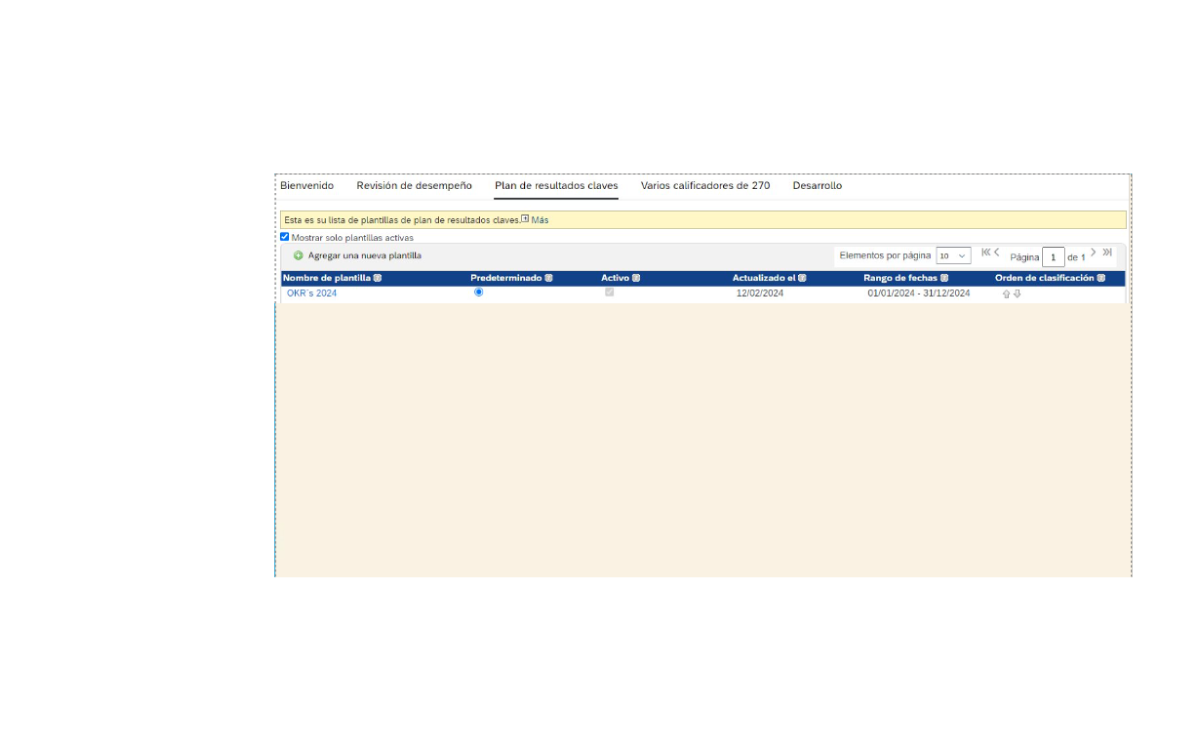 Bienvenido Revisión de desempeño Plan de resultados claves Varios calificadores de 270 Desarrollo
Esta es su lista de plantillas de plan de resultados claves. Más
Mostrar solo plantillas activas
Agregar una nueva plantilla Elementos por página 10 Página 1 de 1
Nombre de plantilla Predeterminado Activo Actualizado el Rango de fechas Orden de clasificación
OKR´s 2024 12/02/2024 01/01/2024 - 31/12/2024